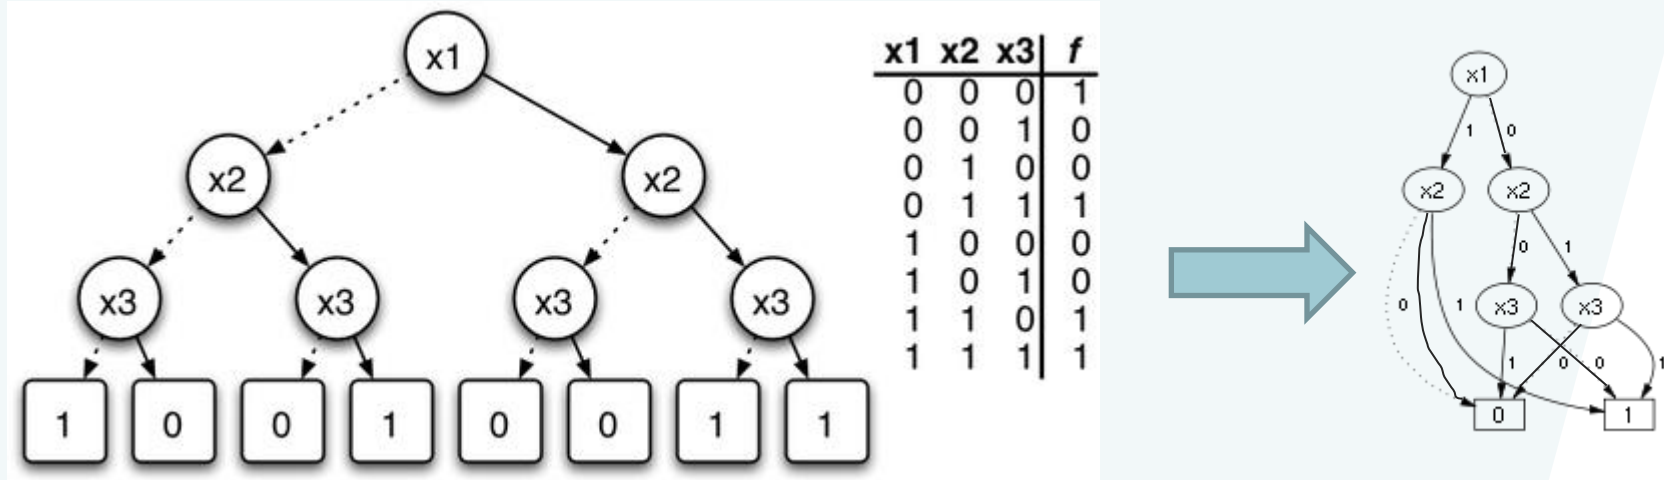 x1
x2 x2
x3 x3 x3 x3
1 0 0 1 0 0 1 1
x1 x2 x3 f
0 0 0 1
0 0 1 0
0 1 0 0
0 1 1 1
1 0 0 0
1 0 1 0
1 1 0 1
1 1 1 1
x1
1 0
x2 x2
0 1
0 1 x3 x3
1 0 0 1
0 1